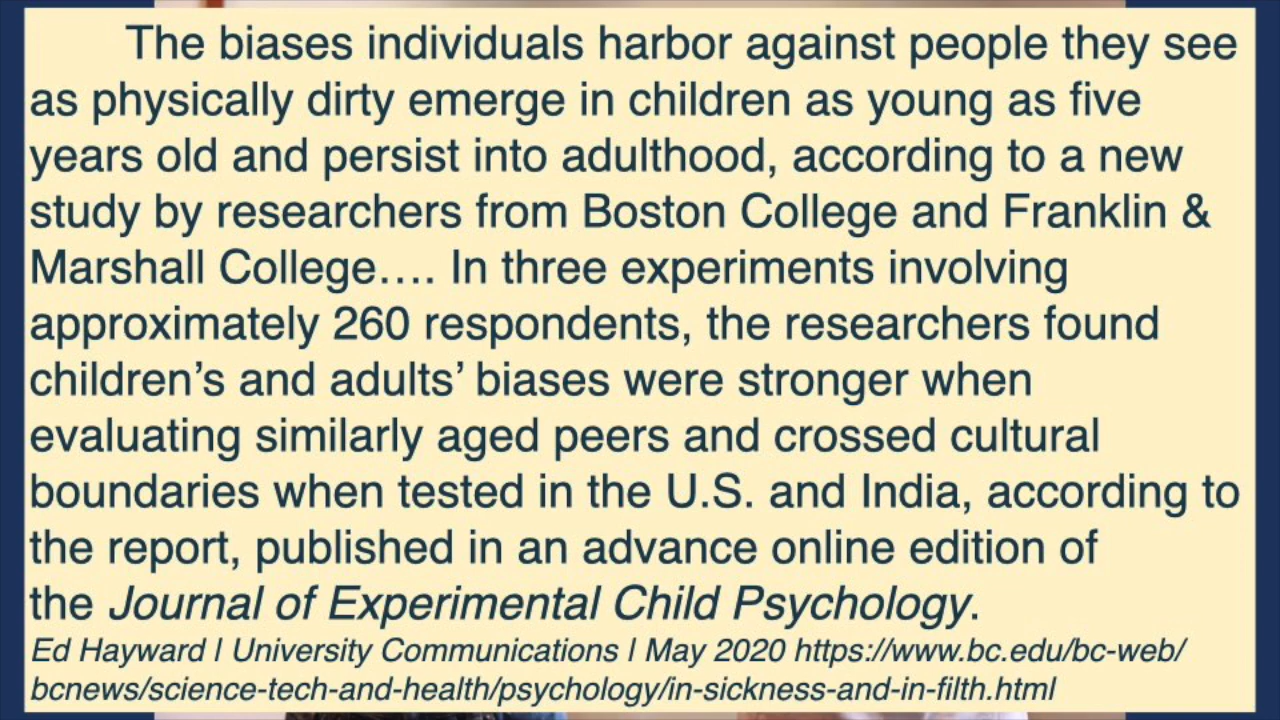 The biases individuals harbor against people they see
as physically dirty emerge in children as young as five
years old and persist into adulthood, according to a new
study by researchers from Boston College and Franklin &
Marshall College…. In three experiments involving
approximately 260 respondents, the researchers found
children’s and adults’ biases were stronger when
evaluating similarly aged peers and crossed cultural
boundaries when tested in the U.S. and India, according to
the report, published in an advance online edition of
the Journal of Experimental Child Psychology.
Ed Hayward | University Communications | May 2020 https://www.bc.edu/bc-web/
bcnews/science-tech-and-health/psychology/in-sickness-and-in-filth.html